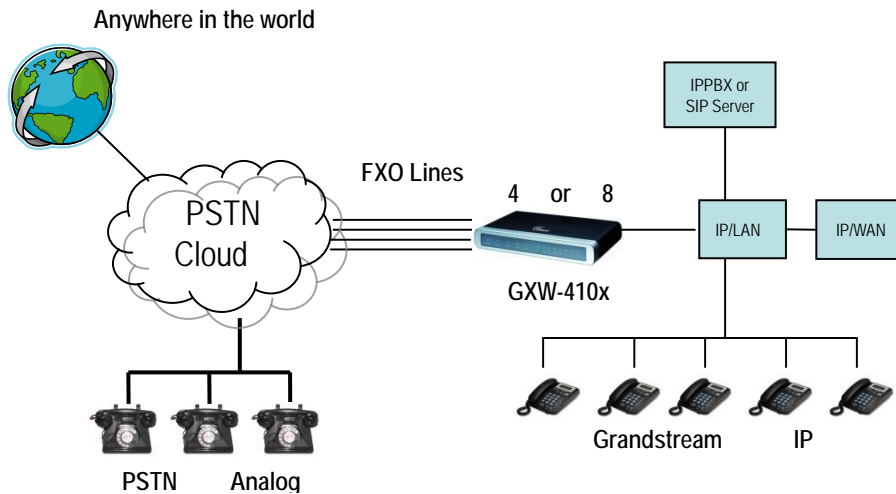 Anywhere in the world
IPPBX or
SIP Server
FXO Lines
4 or 8
PSTN
Cloud
IP/LAN
IP/WAN
GXW-410x
Grandstream IP
PSTN Analog